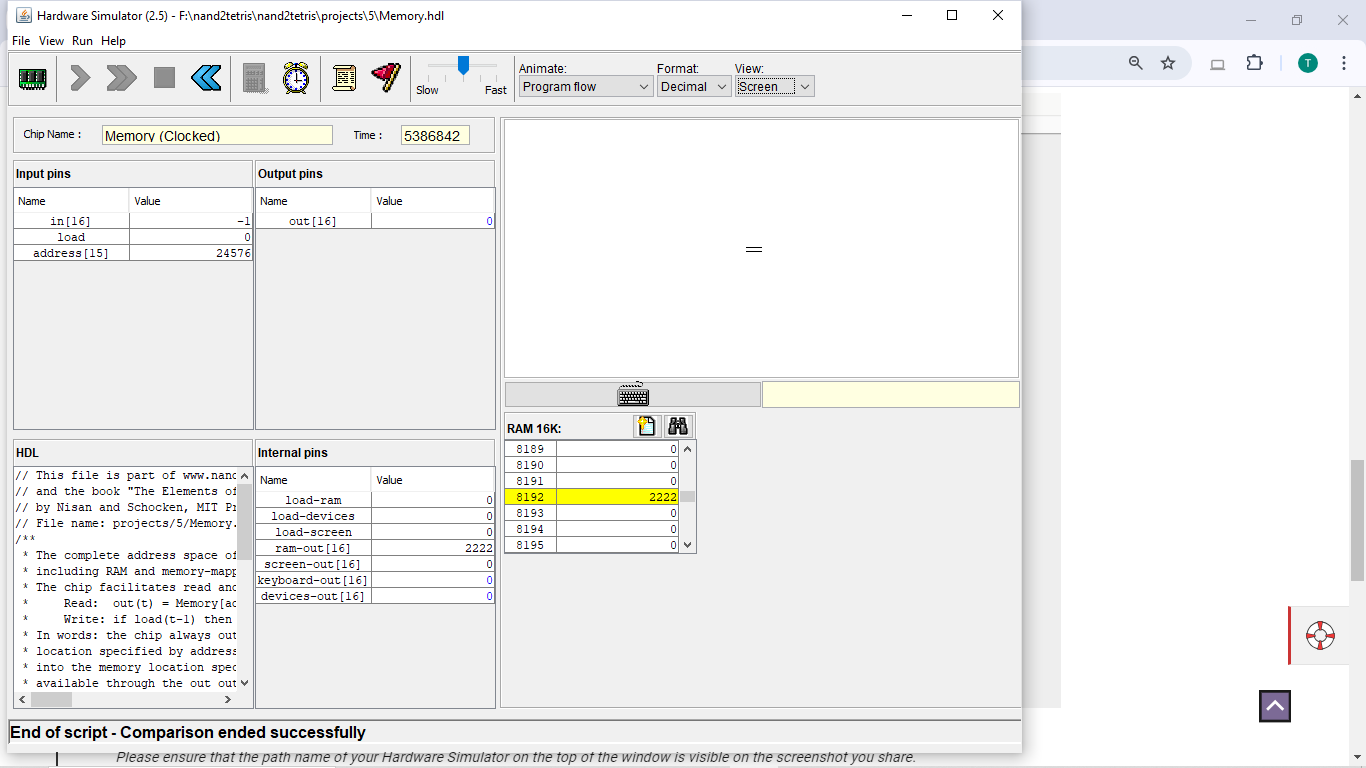 Hardware Simulator (2.5) - F:\nand2tetris\nand2tetris\projects\5\Memory.hdl
File View Run Help
Slow Fast
Animate: Format: View:
Program flow Decimal Screen
T
Chip Name : Memory (Clocked) Time : 5386842
Input pins
Name Value
in[16] -1
load 0
address[15] 24576
Output pins
Name Value
out[16] 0
HDL
// This file is part of www.nand
// and the book "The Elements of
// by Nisan and Schocken, MIT Pr
// File name: projects/5/Memory.
/**
* The complete address space of
* including RAM and memory-mapp
* The chip facilitates read and
* Read: out(t) = Memory[ad
* Write: if load(t-1) then
* In words: the chip always out
* location specified by address
* into the memory location spec
* available through the out out
Internal pins
Name Value
load-ram 0
load-devices 0
load-screen 0
ram-out[16] 2222
screen-out[16] 0
keyboard-out[16] 0
devices-out[16] 0
RAM 16K:
8189 0
8190 0
8191 0
8192 2222
8193 0
8194 0
8195 0
End of script - Comparison ended successfully
Please ensure that the path name of your Hardware Simulator on the top of the window is visible on the screenshot you share.